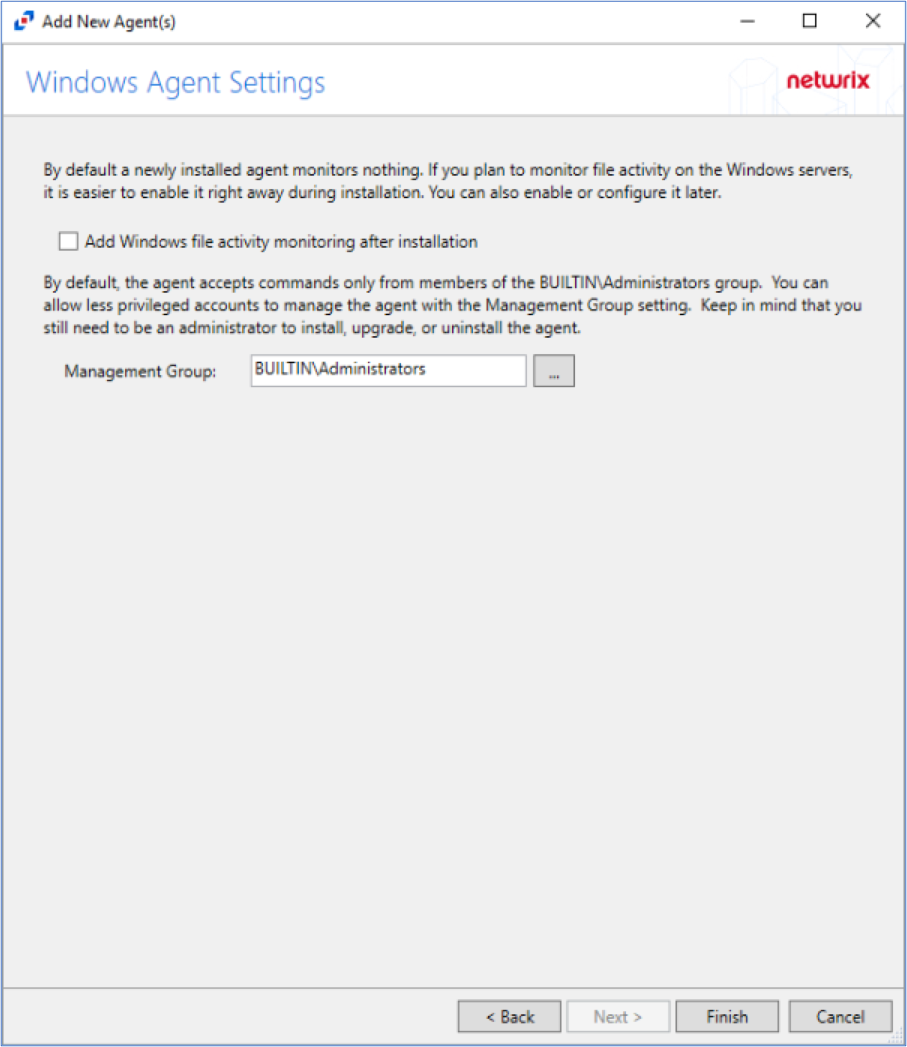 Add New Agent(s)
Windows Agent Settings
netwrix
By default a newly installed agent monitors nothing. If you plan to monitor file activity on the Windows servers,
it is easier to enable it right away during installation. You can also enable or configure it later.
Add Windows file activity monitoring after installation
By default, the agent accepts commands only from members of the BUILTIN\Administrators group.  You can
allow less privileged accounts to manage the agent with the Management Group setting.  Keep in mind that you
still need to be an administrator to install, upgrade, or uninstall the agent.
Management Group: BUILTIN\Administrators ...
< Back Next > Finish Cancel